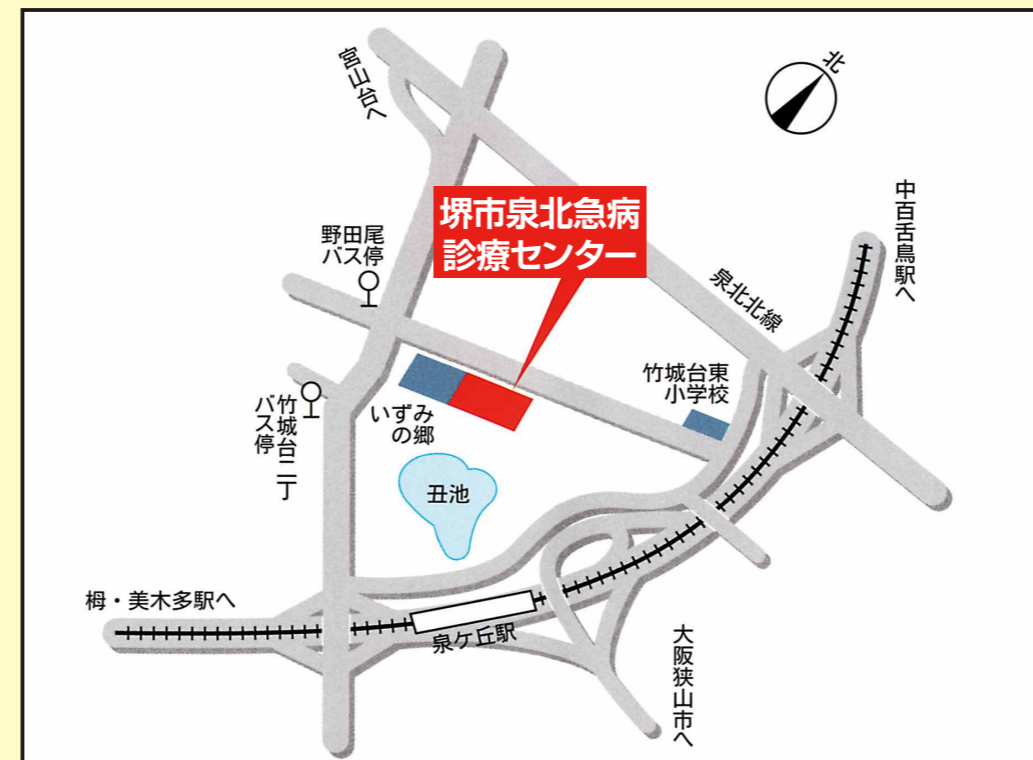 宮山台へ
北
中百舌鳥駅へ
堺市泉北急病
診療センター
野田尾
バス停
泉北北線
竹城台東
小学校
いずみ
の郷
竹城台二丁
バス停
丑池
栂・美木多駅へ
泉ケ丘駅
大阪狭山市へ